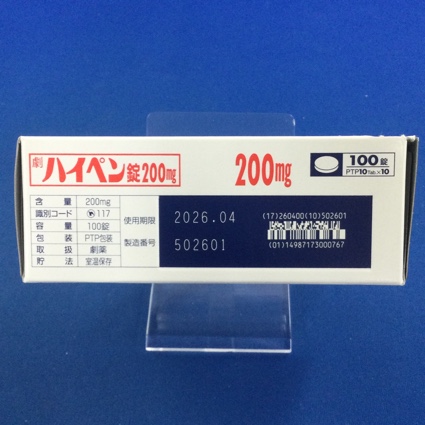 劇 ハイペン錠200mg
200mg
100錠
PTP10Tab.×10
含量 200mg
識別コード 117
容量 100錠
包装 PTP包装
取扱 劇薬
貯法 室温保存
使用期限 2026.04
製造番号 502601
(17)260400(10)502601
(01)14987173000767